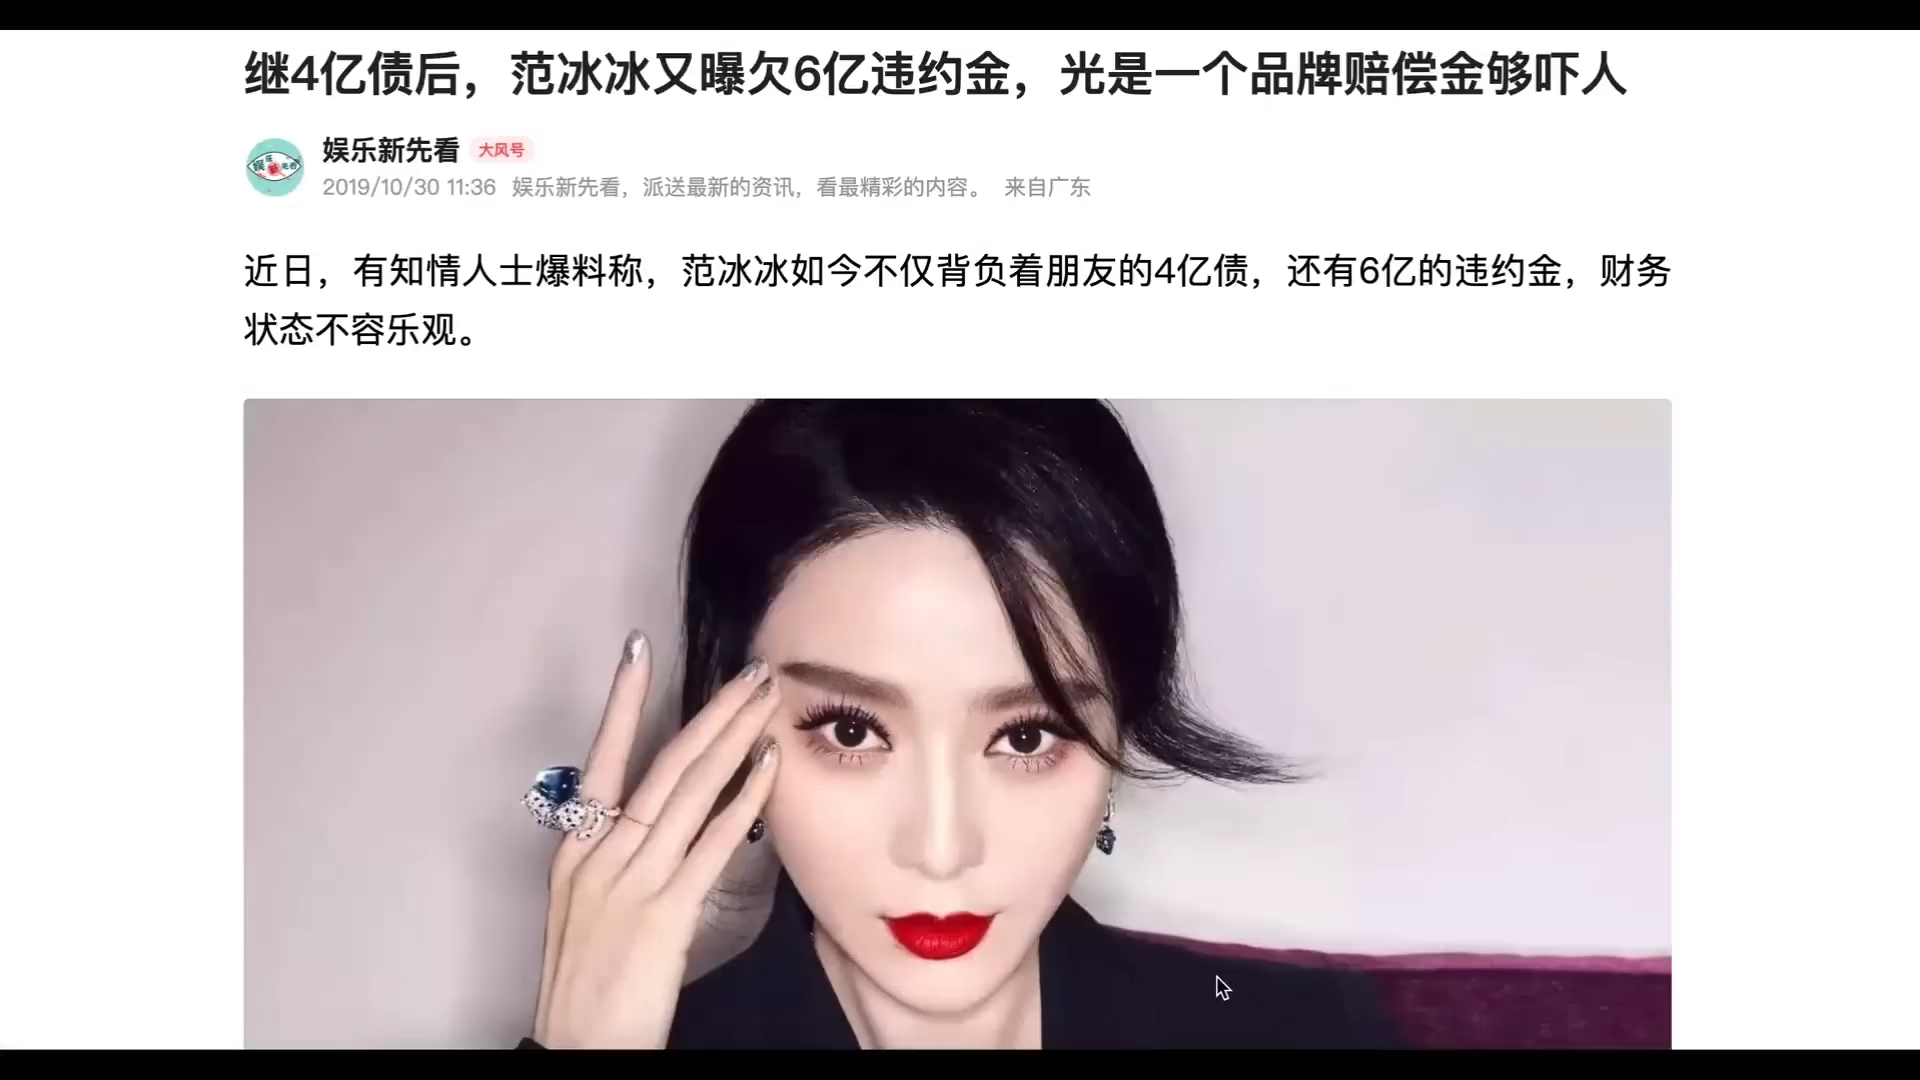 继4亿债后，范冰冰又曝欠6亿违约金，光是一个品牌赔偿金够吓人
娱乐新先看 大风号
2019/10/30 11:36 娱乐新先看，派送最新的资讯，看最精彩的内容。 来自广东
近日，有知情人士爆料称，范冰冰如今不仅背负着朋友的4亿债，还有6亿的违约金，财务
状态不容乐观。